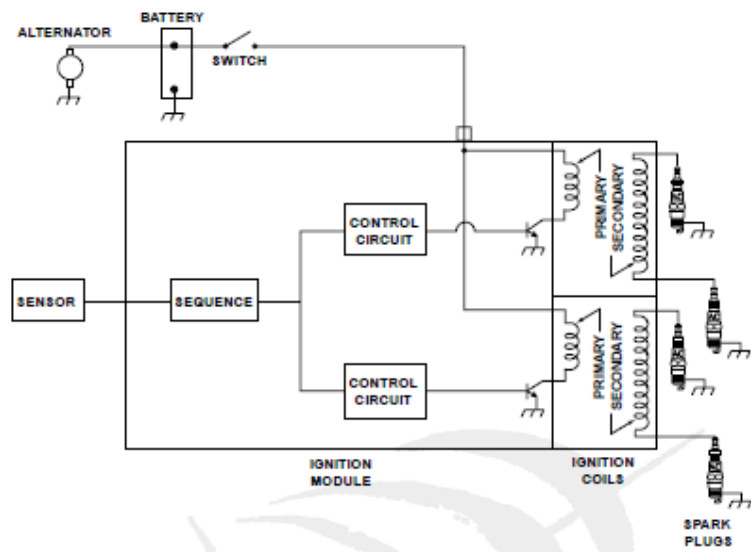 BATTERY
ALTERNATOR
SWITCH
PRIMARY
SECONDARY
CONTROL
CIRCUIT
SENSOR
SEQUENCE
PRIMARY
SECONDARY
CONTROL
CIRCUIT
IGNITION
MODULE
IGNITION
COILS
SPARK
PLUGS